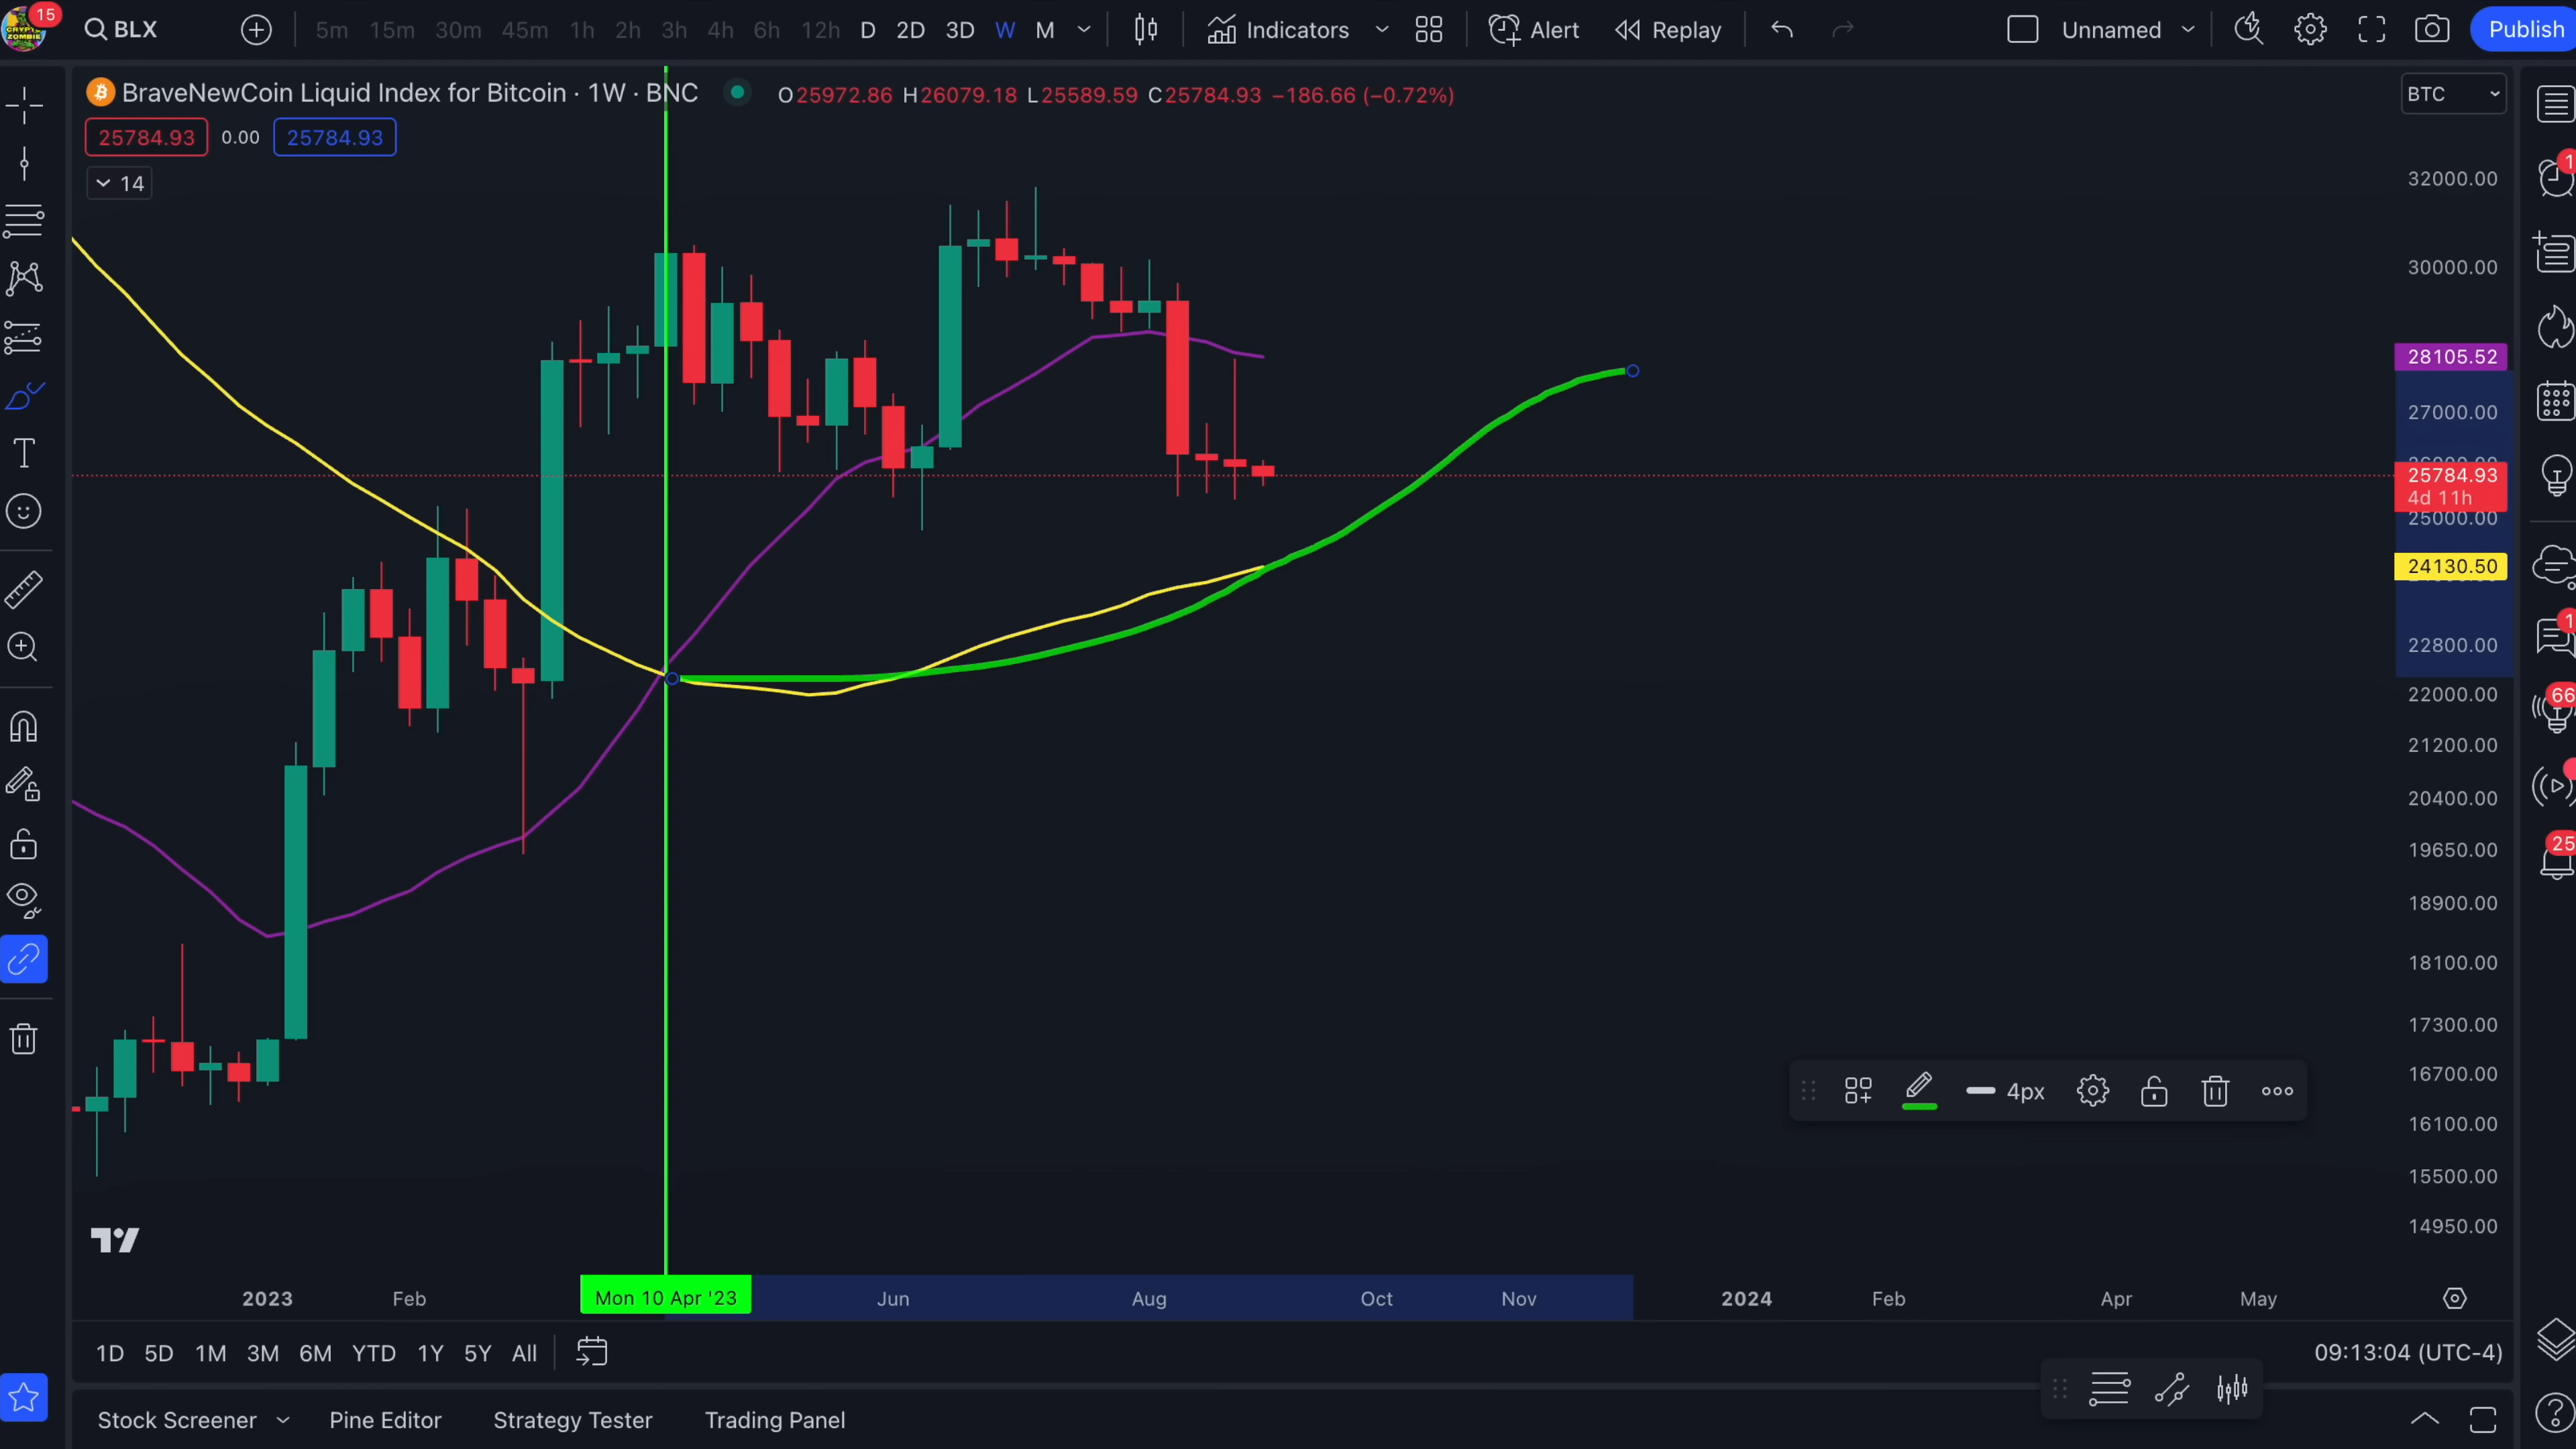 15
BLX 5m 15m 30m 45m 1h 2h 3h 4h 6h 12h D 2D 3D W M Indicators Alert Replay Unnamed Publish
BraveNewCoin Liquid Index for Bitcoin · 1W · BNC O25972.86 H26079.18 L25589.59 C25784.93 −186.66 (−0.72%)
BTC
25784.93 0.00 25784.93
14
32000.00
30000.00
28105.52
27000.00
25784.93
4d 11h
25000.00
24130.50
22800.00
22000.00
21200.00
20400.00
19650.00
18900.00
18100.00
17300.00
16700.00
16100.00
15500.00
14950.00
1
1
66
25
4px
2023 Feb Mon 10 Apr '23 Jun Aug Oct Nov 2024 Feb Apr May
1D 5D 1M 3M 6M YTD 1Y 5Y All 09:13:04 (UTC-4)
Stock Screener Pine Editor Strategy Tester Trading Panel